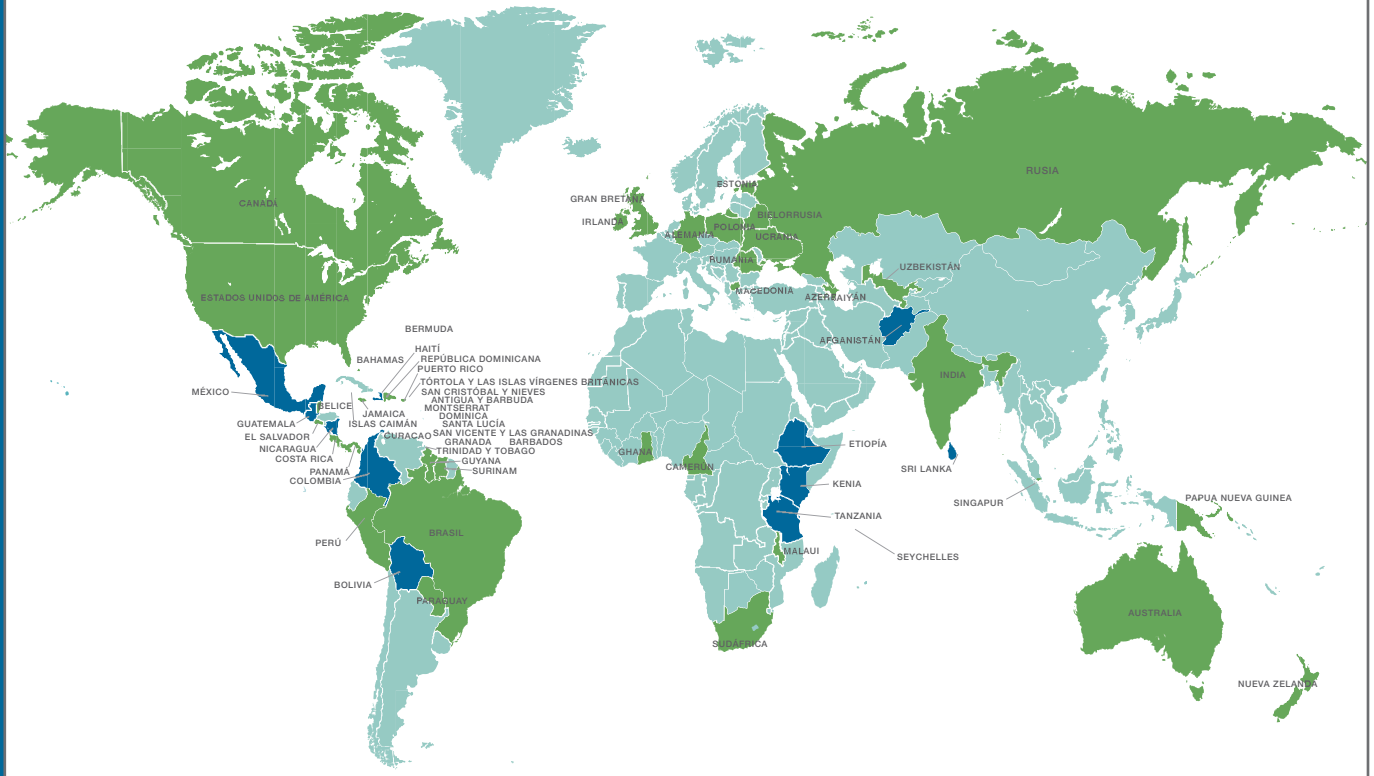 RUSIA
ESTONIA
GRAN BRETAÑA
CANADÁ
BIELORRUSIA
IRLANDA
POLONIA
ALEMANIA
UCRANIA
RUMANIA
UZBEKISTÁN
MACEDONIA
AZERBAIYÁN
ESTADOS UNIDOS DE AMÉRICA
BERMUDA
AFGANISTÁN
HAITÍ
BAHAMAS
REPÚBLICA DOMINICANA
PUERTO RICO
INDIA
TÓRTOLA Y LAS ISLAS VÍRGENES BRITÁNICAS
MÉXICO
SAN CRISTÓBAL Y NIEVES
ANTIGUA Y BARBUDA
BELICE
MONTSERRAT
JAMAICA
DOMINICA
GUATEMALA
ISLAS CAIMÁN
SANTA LUCÍA
SAN VICENTE Y LAS GRANADINAS
EL SALVADOR
CURAÇAO
GRANADA
BARBADOS
ETIOPÍA
NICARAGUA
TRINIDAD Y TOBAGO
GHANA
COSTA RICA
GUYANA
CAMERÚN
SRI LANKA
PANAMÁ
SURINAM
COLOMBIA
KENIA
PAPUA NUEVA GUINEA
SINGAPUR
TANZANIA
BRASIL
PERÚ
MALAUI
SEYCHELLES
BOLIVIA
PARAGUAY
AUSTRALIA
SUDÁFRICA
NUEVA ZELANDA